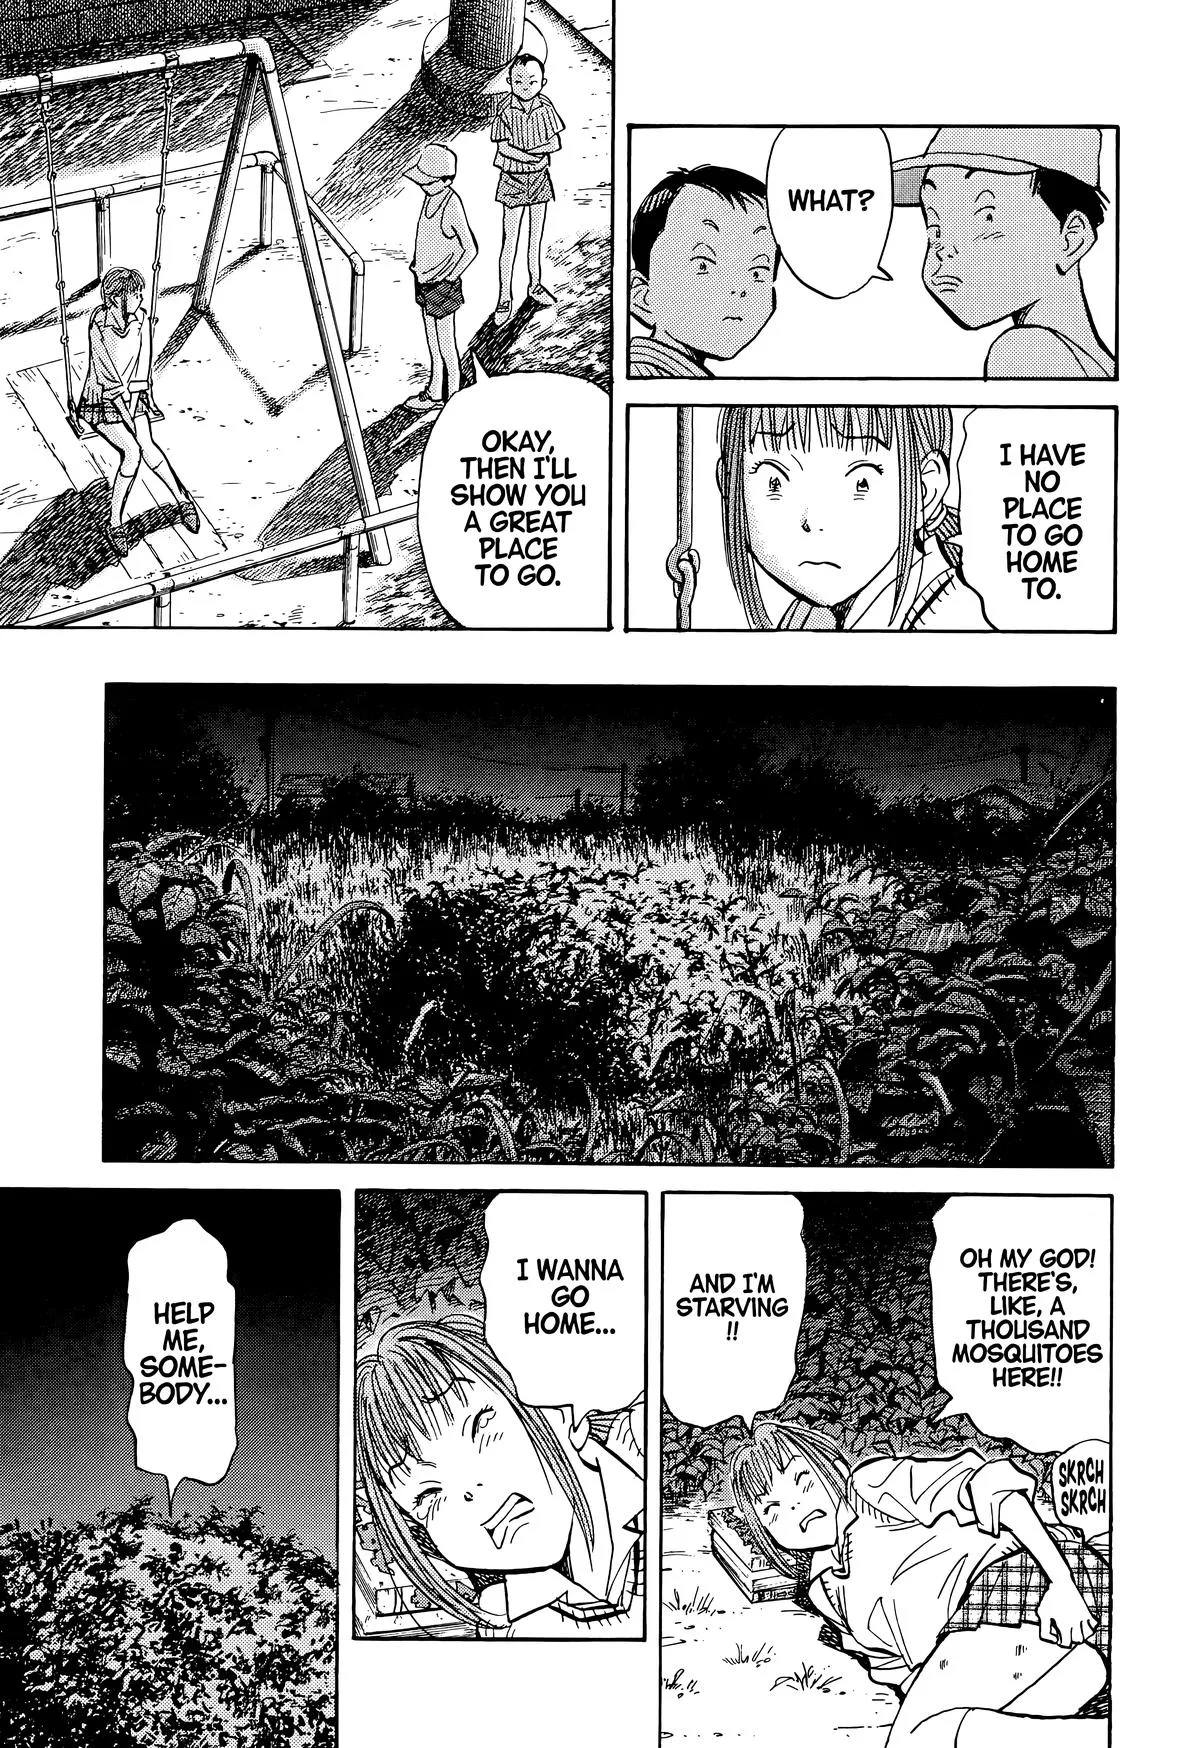 WHAT?
I HAVE
NO
PLACE
TO GO
HOME
TO.
OKAY,
THEN I'LL
SHOW YOU
A GREAT
PLACE
TO GO.
OH MY GOD!
THERE'S,
LIKE, A
THOUSAND
MOSQUITOES
HERE!!
SKRCH
SKRCH
AND I'M
STARVING
!!
I WANNA
GO
HOME...
HELP
ME,
SOME-
BODY...